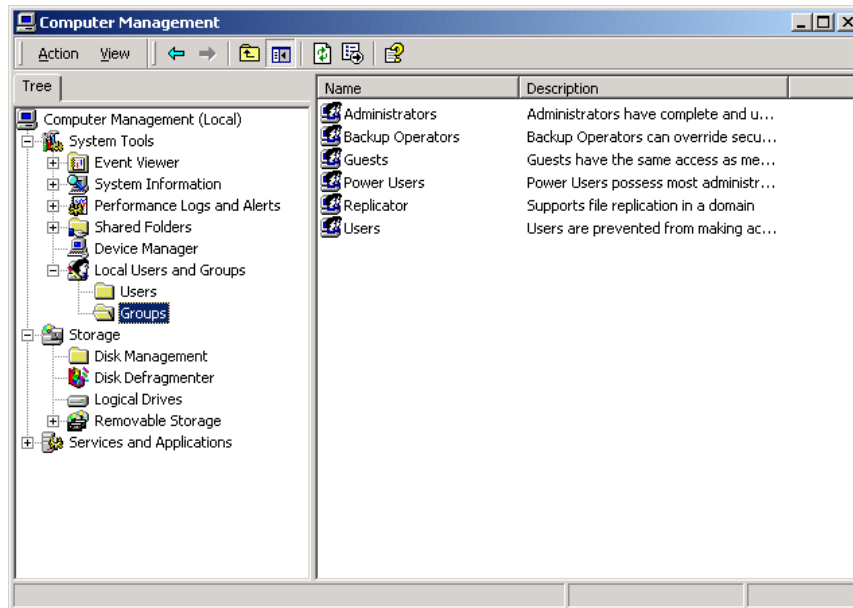 Computer Management
Action View
Tree
Name Description
Computer Management (Local)
System Tools
Event Viewer
System Information
Performance Logs and Alerts
Shared Folders
Device Manager
Local Users and Groups
Users
Groups
Storage
Disk Management
Disk Defragmenter
Logical Drives
Removable Storage
Services and Applications
Administrators Administrators have complete and u...
Backup Operators Backup Operators can override secu...
Guests Guests have the same access as me...
Power Users Power Users possess most administr...
Replicator Supports file replication in a domain
Users Users are prevented from making ac...